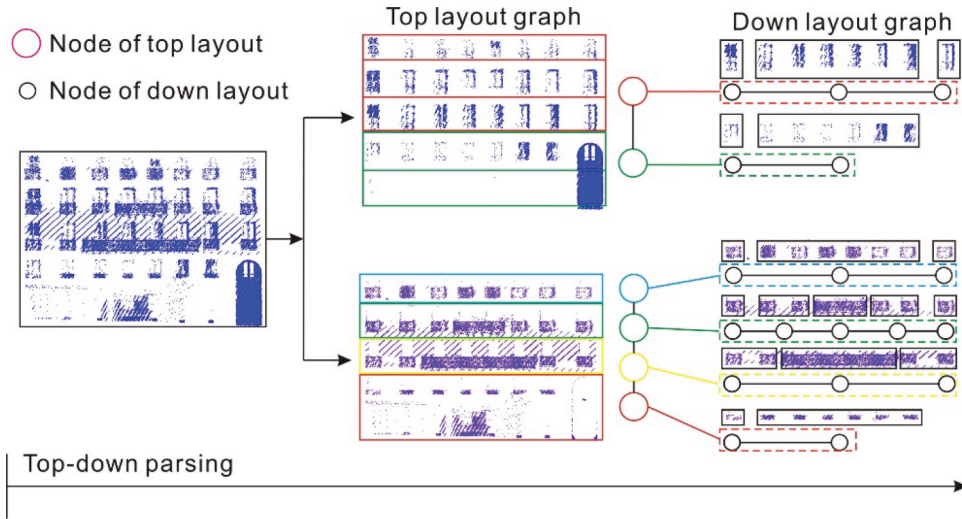 Top layout graph
Down layout graph
Node of top layout
Node of down layout
Top-down parsing